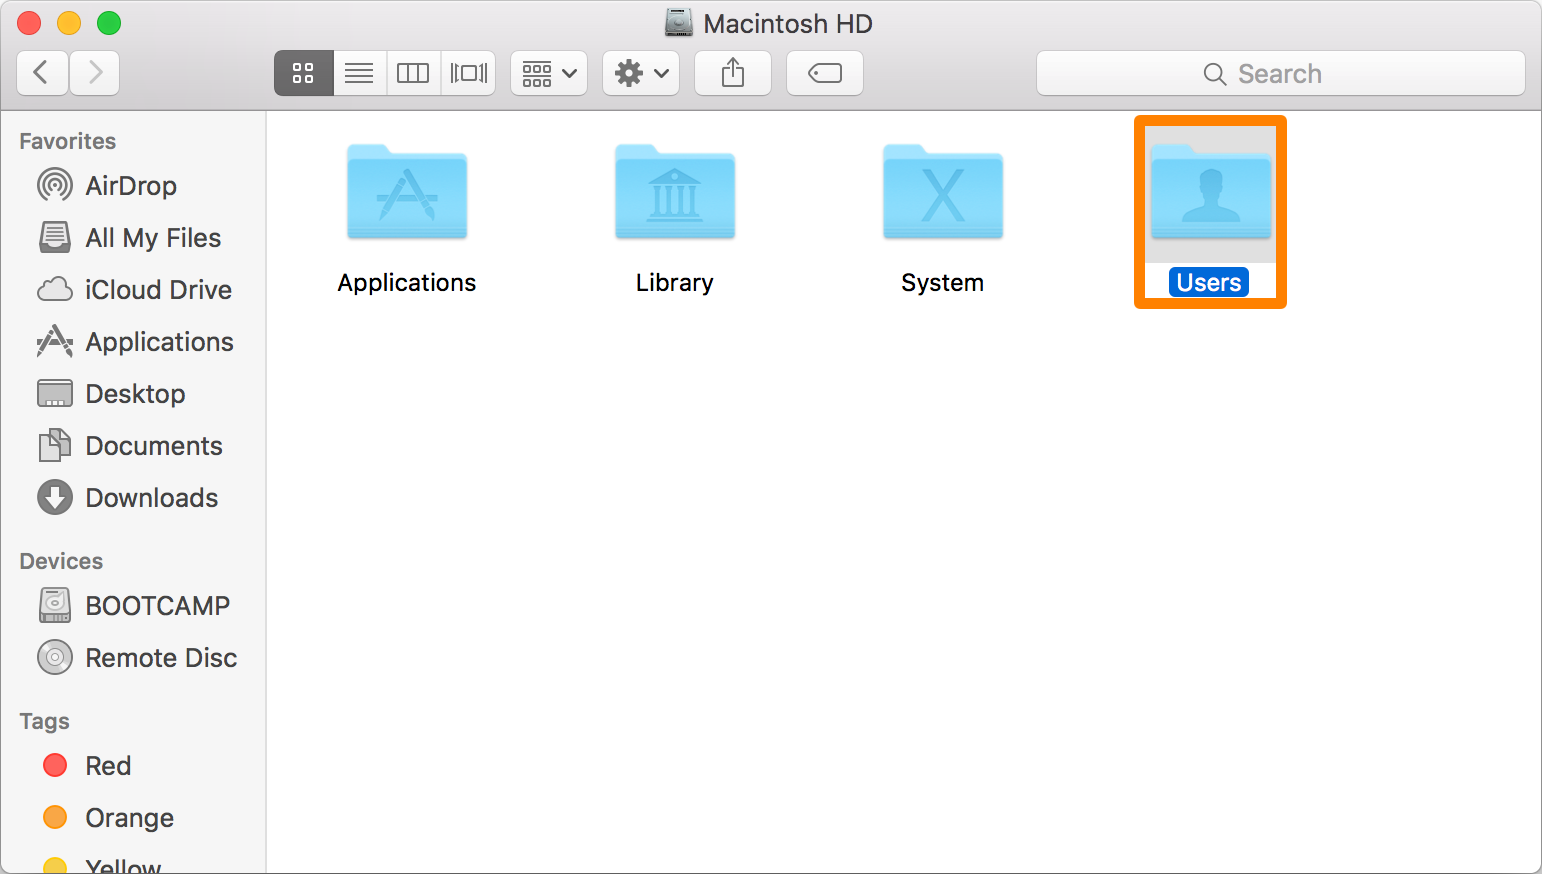 Macintosh HD
Search
Favorites
AirDrop
All My Files
iCloud Drive
Applications
Desktop
Documents
Downloads
Devices
BOOTCAMP
Remote Disc
Tags
Red
Orange
Yellow
Applications
Library
System
Users